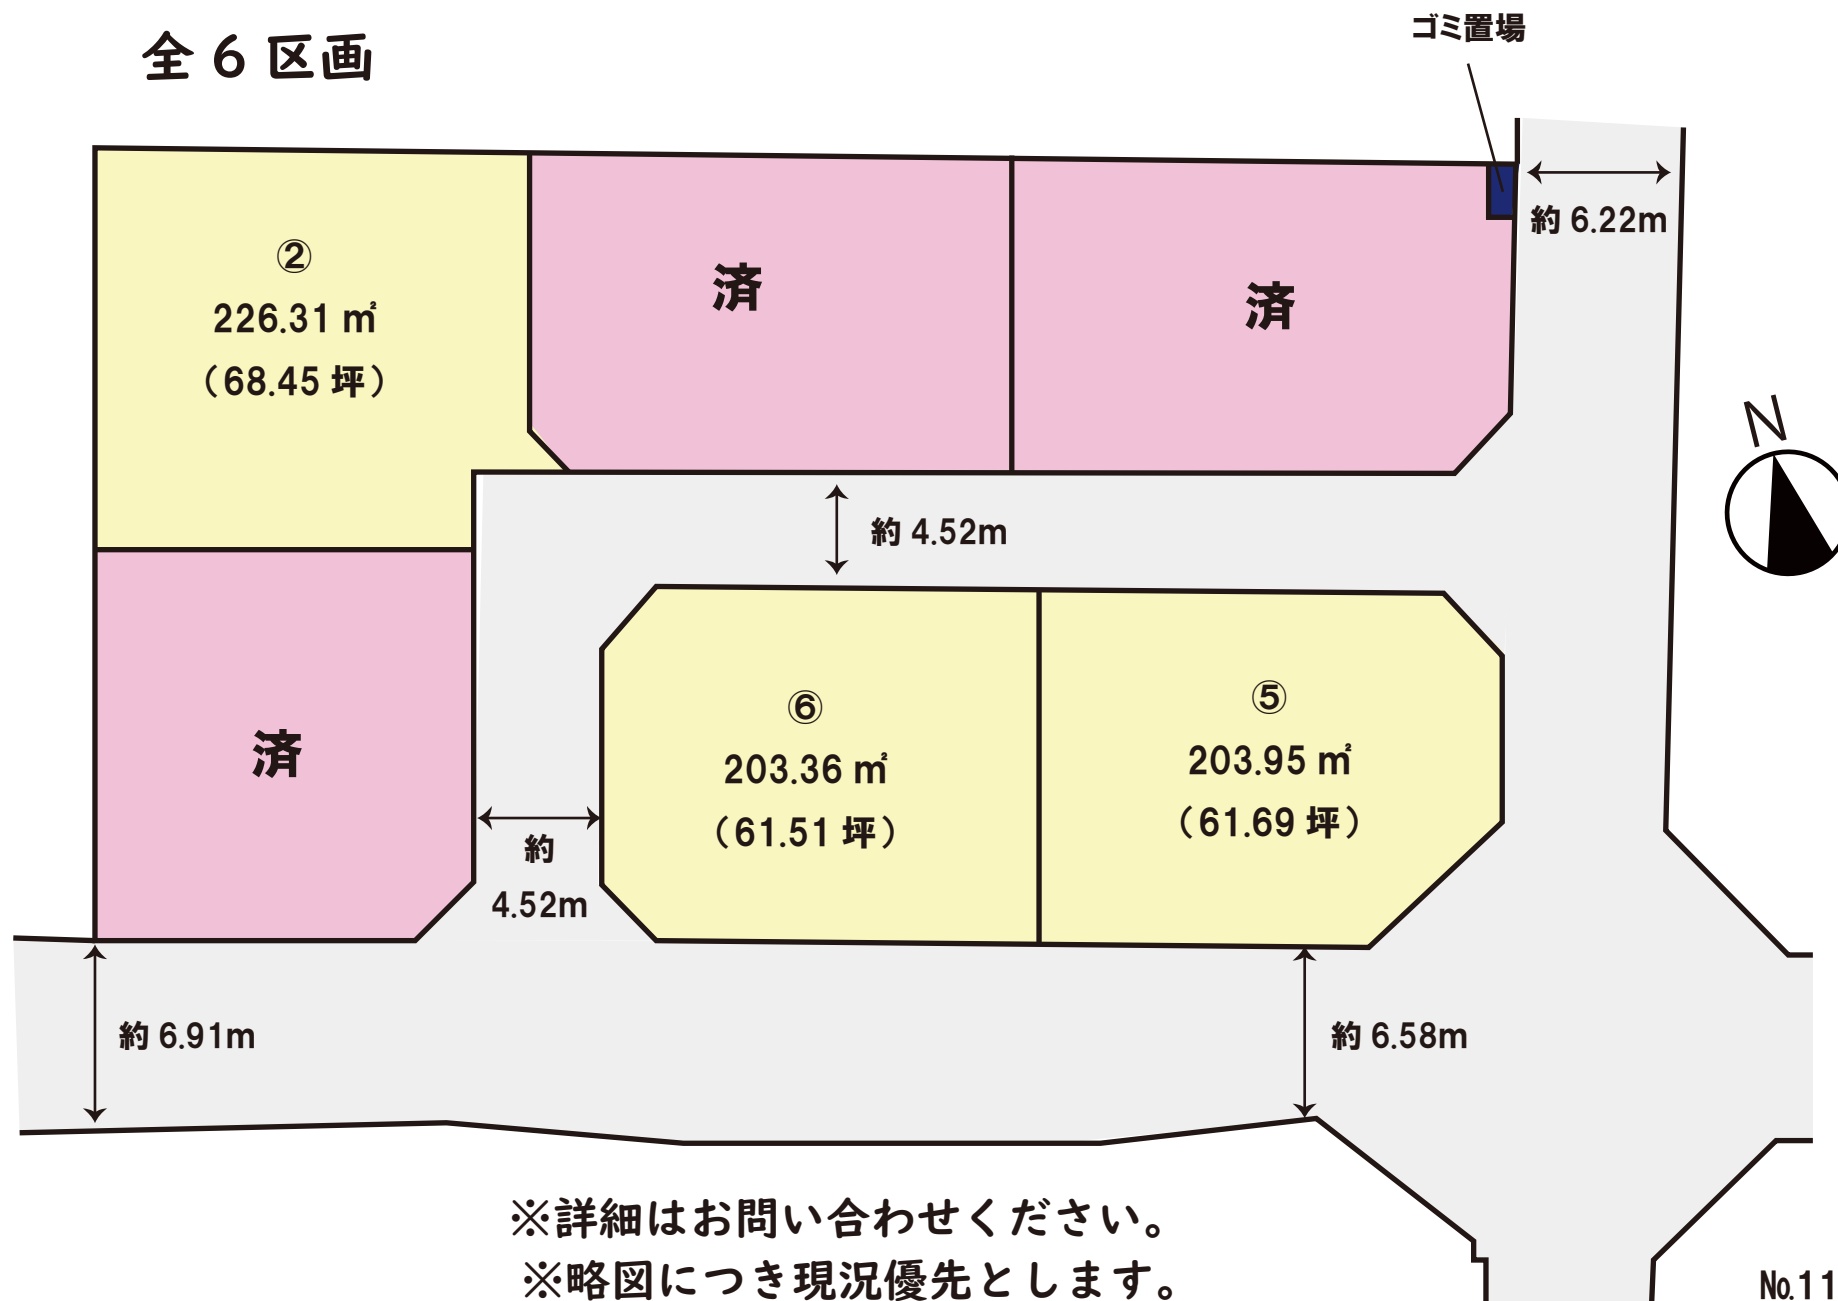 全6区画
ゴミ置場
約 6.22m
②
226.31 ㎡
（68.45 坪）
済
済
N
約 4.52m
済
⑥
203.36 ㎡
（61.51 坪）
⑤
203.95 ㎡
（61.69 坪）
約
4.52m
約 6.91m
約 6.58m
※詳細はお問い合わせください。
※略図につき現況優先とします。
№11